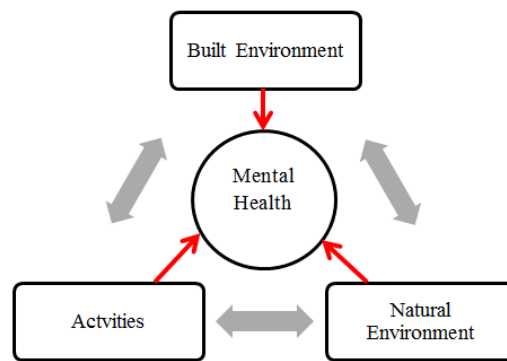 Built Environment
Mental
Health
Actvities
Natural
Environment